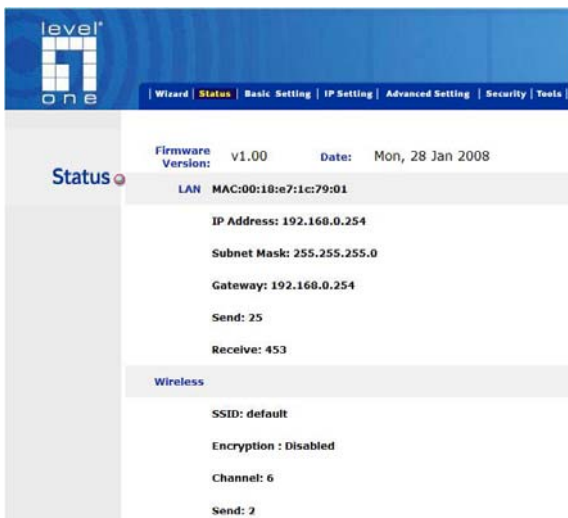 level
one
| Wizard | Status | Basic Setting | IP Setting | Advanced Setting | Security | Tools |
Status
Firmware Version: v1.00 Date: Mon, 28 Jan 2008
LAN MAC:00:18:e7:1c:79:01
IP Address: 192.168.0.254
Subnet Mask: 255.255.255.0
Gateway: 192.168.0.254
Send: 25
Receive: 453
Wireless
SSID: default
Encryption : Disabled
Channel: 6
Send: 2